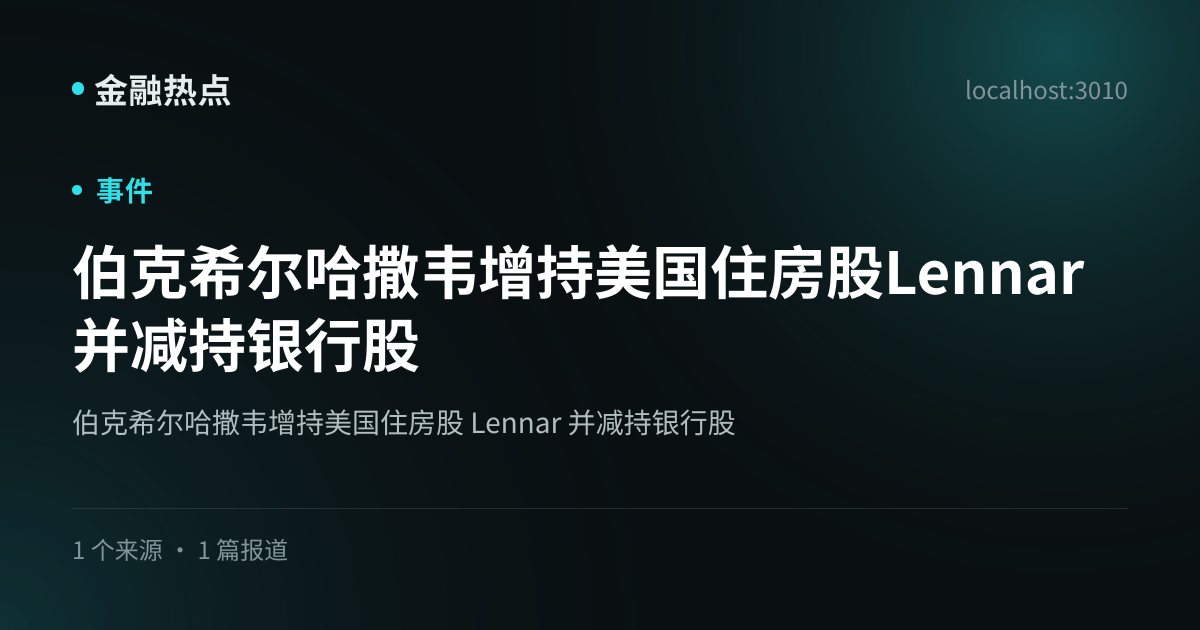 金融热点
localhost:3010
事件
伯克希尔哈撒韦增持美国住房股Lennar
并减持银行股
伯克希尔哈撒韦增持美国住房股 Lennar 并减持银行股
1 个来源 · 1 篇报道